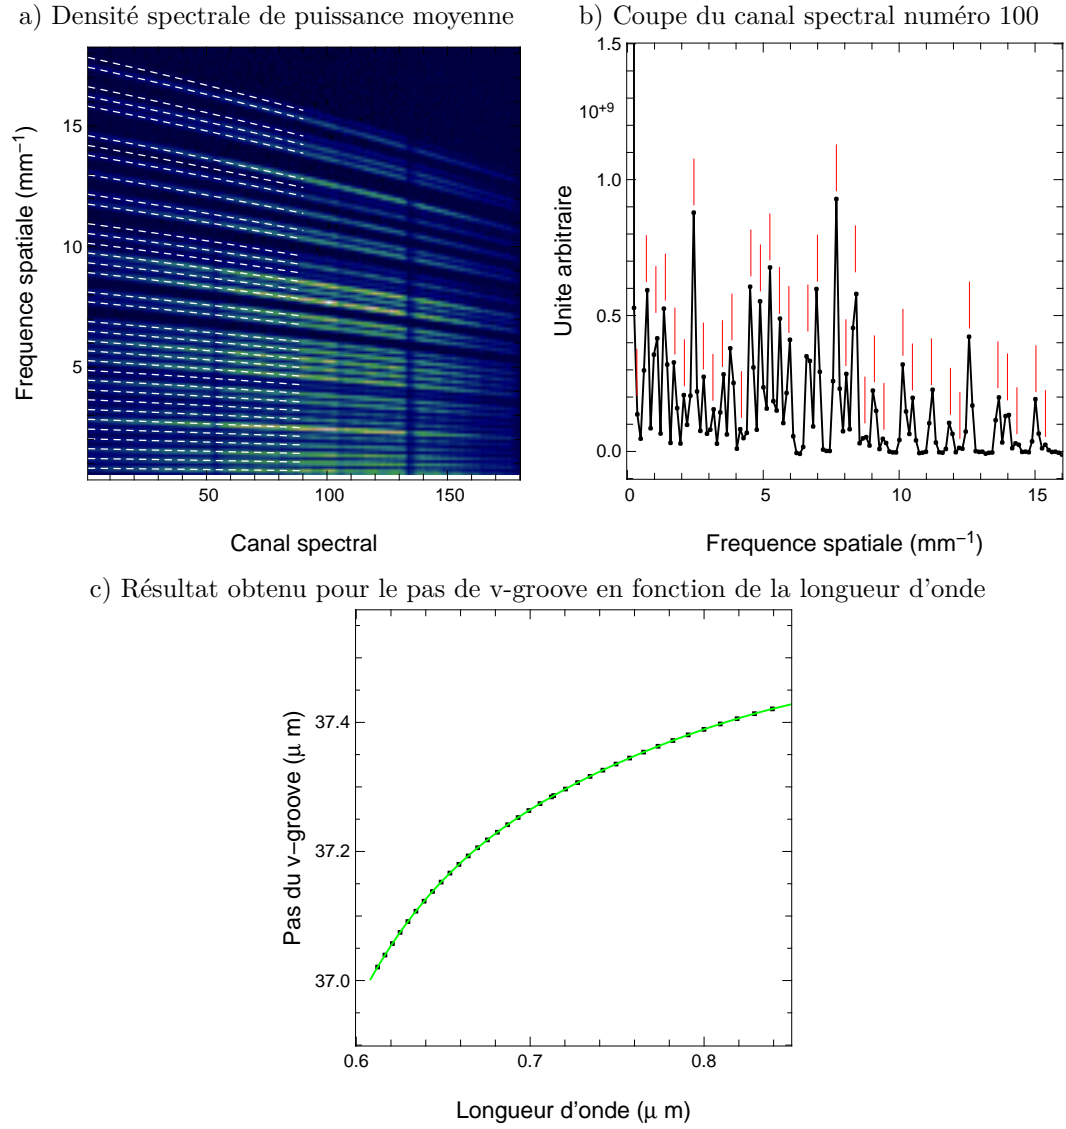 a) Densité spectrale de puissance moyenne
b) Coupe du canal spectral numéro 100
Frequence spatiale (mm⁻¹)
15
10
5
50
100
150
Canal spectral
Unite arbitraire
1.5
10⁺⁹
1.0
0.5
0.0
0
5
10
15
Frequence spatiale (mm⁻¹)
c) Résultat obtenu pour le pas de v-groove en fonction de la longueur d'onde
Pas du v−groove (μ m)
37.4
37.2
37.0
0.6
0.7
0.8
Longueur d'onde (μ m)